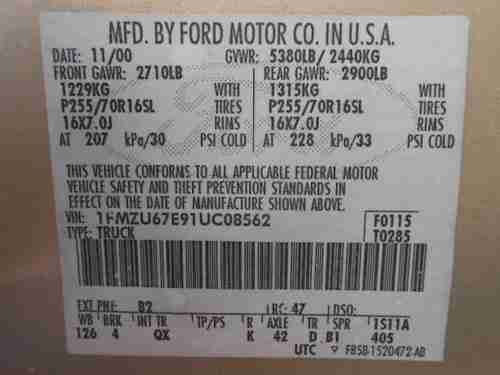 MFD. BY FORD MOTOR CO. IN U.S.A.
DATE: 11/00 GVWR: 5380LB/ 2440KG
FRONT GAWR: 2710LB REAR GAWR: 2900LB
1229KG WITH 1315KG WITH
P255/70R16SL TIRES P255/70R16SL TIRES
16X7.0J RINS 16X7.0J RINS
AT 207 kPa/30 PSI COLD AT 228 kPa/33 PSI COLD
THIS VEHICLE CONFORMS TO ALL APPLICABLE FEDERAL MOTOR
VEHICLE SAFETY AND THEFT PREVENTION STANDARDS IN
EFFECT ON THE DATE OF MANUFACTURE SHOWN ABOVE.
VIN: 1FMZU67E91UC08562 F0115
TYPE: TRUCK T0285
EXT PNT: B2 RC: 47 DSO:
WB BRK INT TR TP/PS R AXLE TR SPR 1S11A
126 4 QX K 42 D B1 405
UTC F85B-1520472-AB